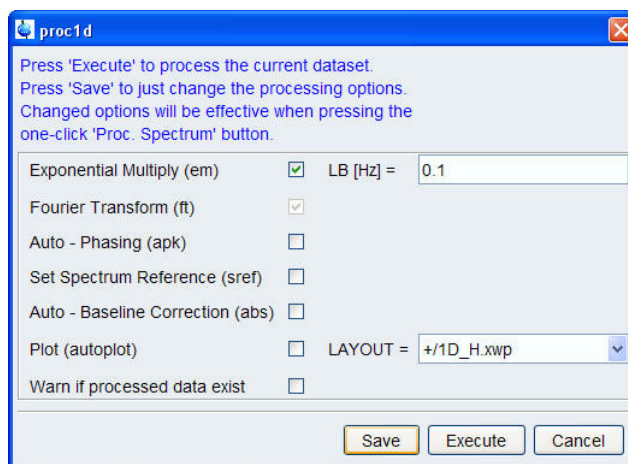 proc1d
Press 'Execute' to process the current dataset.
Press 'Save' to just change the processing options.
Changed options will be effective when pressing the
one-click 'Proc. Spectrum' button.
Exponential Multiply (em) LB [Hz] = 0.1
Fourier Transform (ft)
Auto - Phasing (apk)
Set Spectrum Reference (sref)
Auto - Baseline Correction (abs)
Plot (autoplot) LAYOUT = +/1D_H.xwp
Warn if processed data exist
Save Execute Cancel